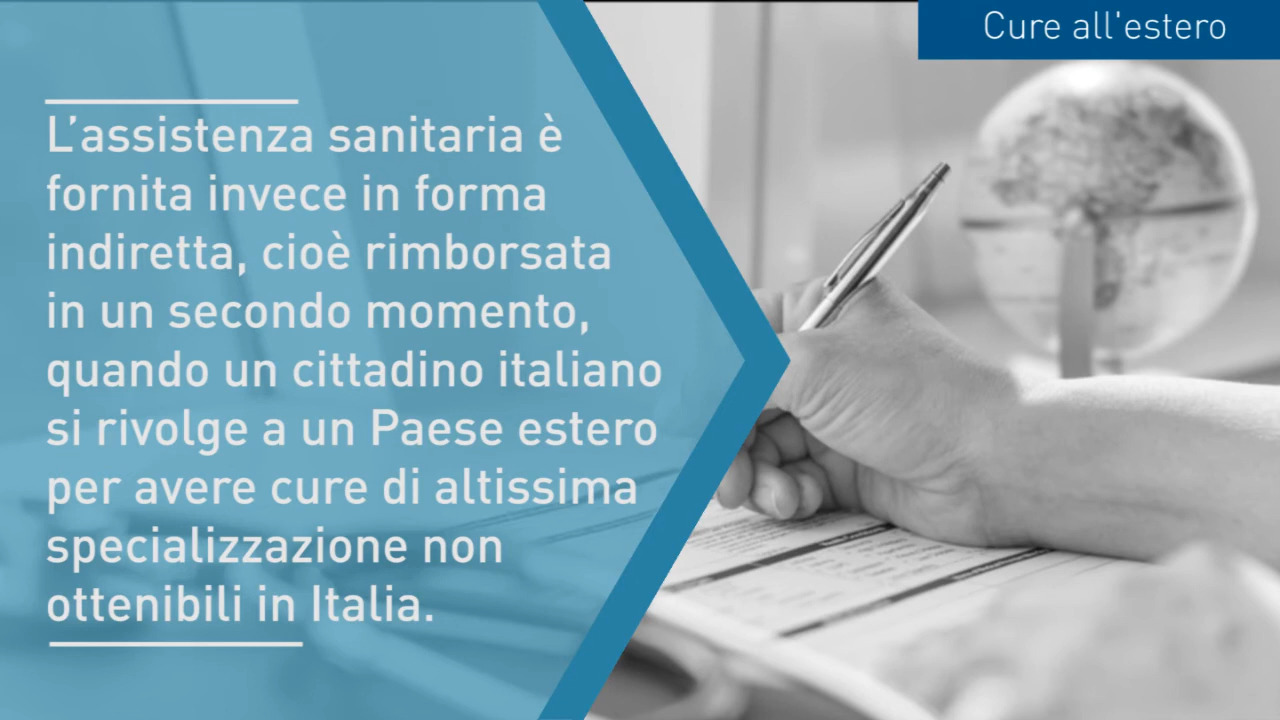 Cure all'estero
L’assistenza sanitaria è
fornita invece in forma
indiretta, cioè rimborsata
in un secondo momento,
quando un cittadino italiano
si rivolge a un Paese estero
per avere cure di altissima
specializzazione non
ottenibili in Italia.